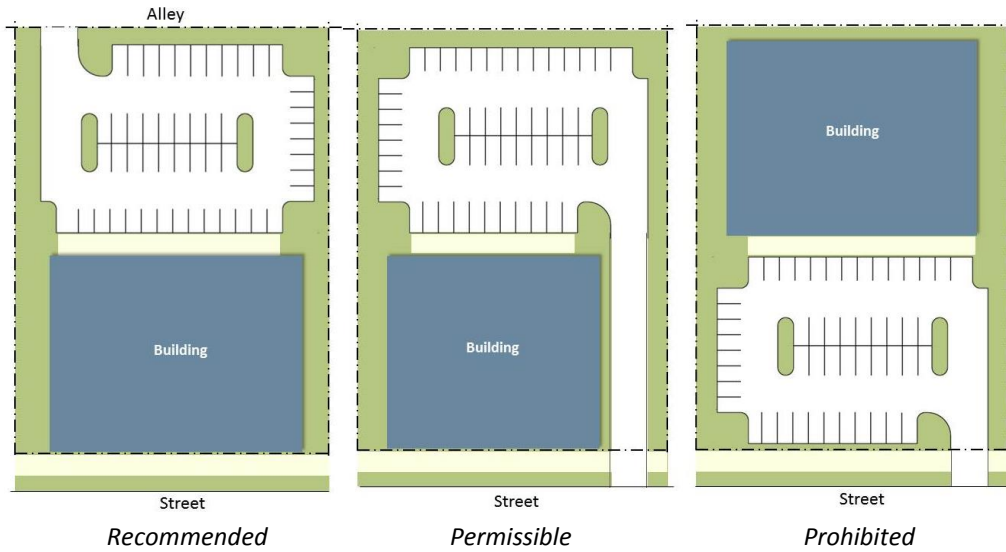 Alley
Building
Building
Building
Street
Street
Street
Recommended
Permissible
Prohibited